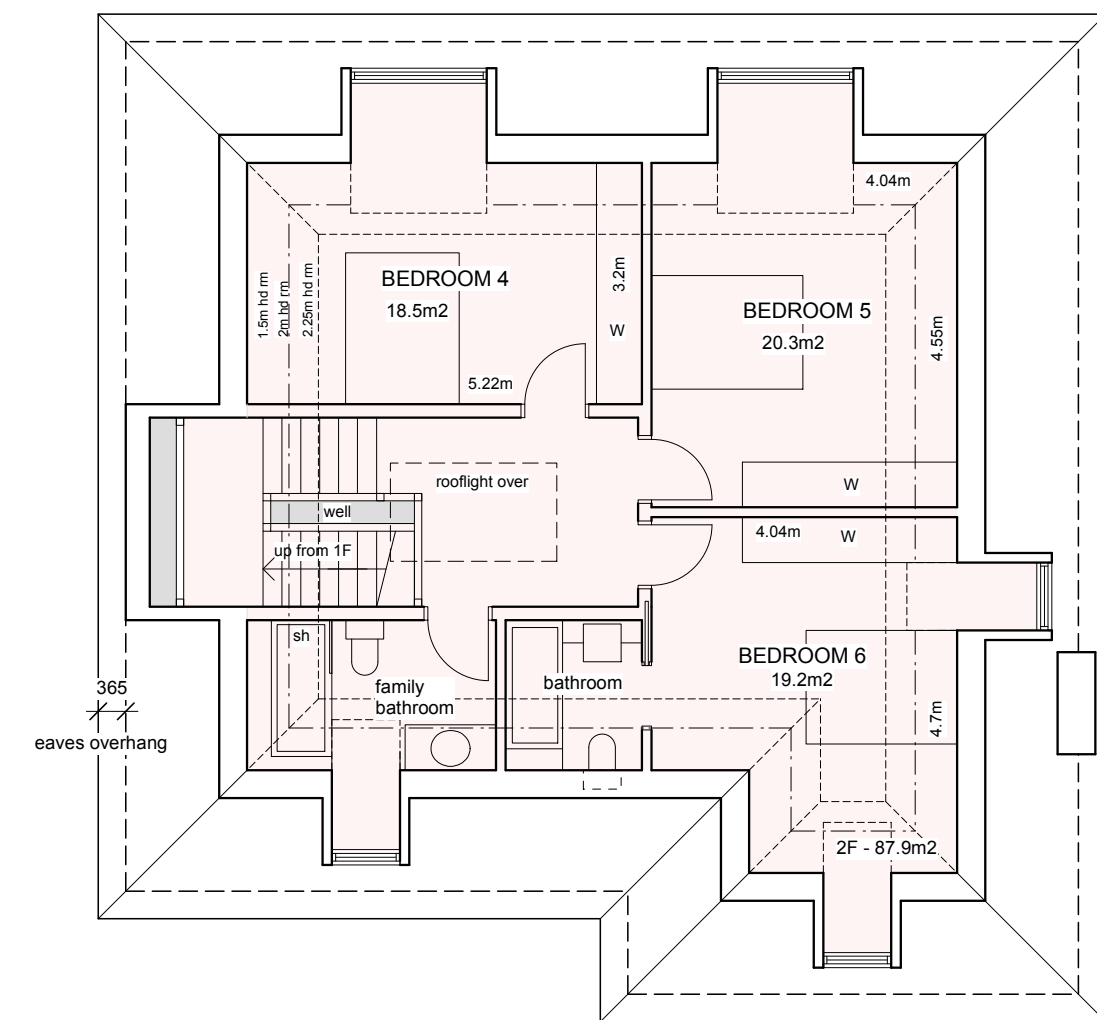 4.04m
BEDROOM 4
18.5m2
3.2m
W
1.5m hd rm
2m hd rm
2.25m hd rm
5.22m
BEDROOM 5
20.3m2
4.55m
rooflight over
W
well
up from 1F
4.04m
W
sh
family
bathroom
bathroom
BEDROOM 6
19.2m2
4.7m
365
eaves overhang
2F - 87.9m2